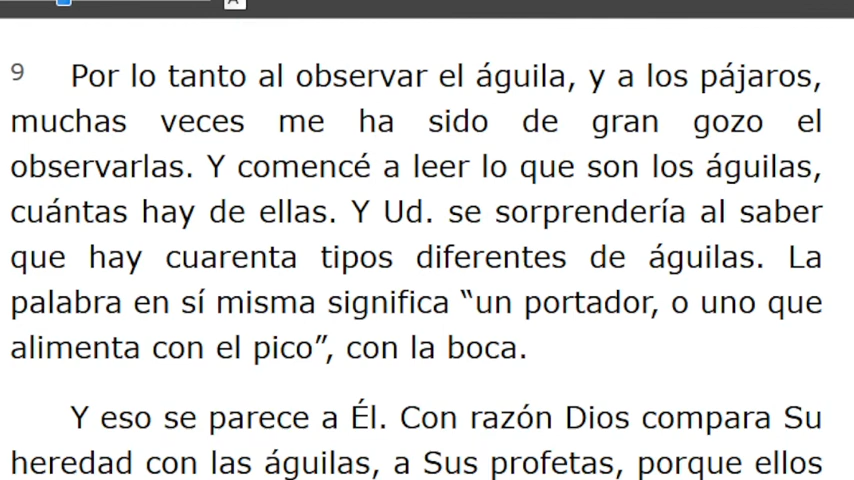 9 Por lo tanto al observar el águila, y a los pájaros,
muchas veces me ha sido de gran gozo el
observarlas. Y comencé a leer lo que son los águilas,
cuántas hay de ellas. Y Ud. se sorprendería al saber
que hay cuarenta tipos diferentes de águilas. La
palabra en sí misma significa “un portador, o uno que
alimenta con el pico”, con la boca.
Y eso se parece a Él. Con razón Dios compara Su
heredad con las águilas, a Sus profetas, porque ellos